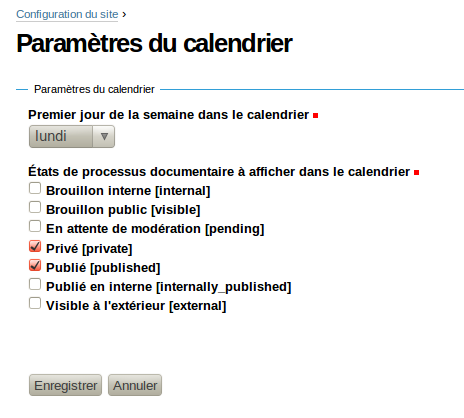 Configuration du site ›
Paramètres du calendrier
Paramètres du calendrier
Premier jour de la semaine dans le calendrier
lundi
États de processus documentaire à afficher dans le calendrier
Brouillon interne [internal]
Brouillon public [visible]
En attente de modération [pending]
Privé [private]
Publié [published]
Publié en interne [internally_published]
Visible à l'extérieur [external]
Enregistrer Annuler